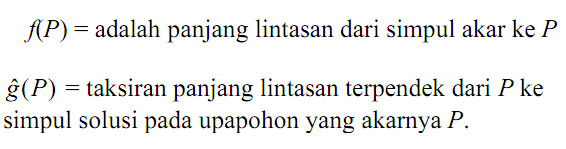 f(P) = adalah panjang lintasan dari simpul akar ke P
ĝ(P) = taksiran panjang lintasan terpendek dari P ke
simpul solusi pada upapohon yang akarnya P.